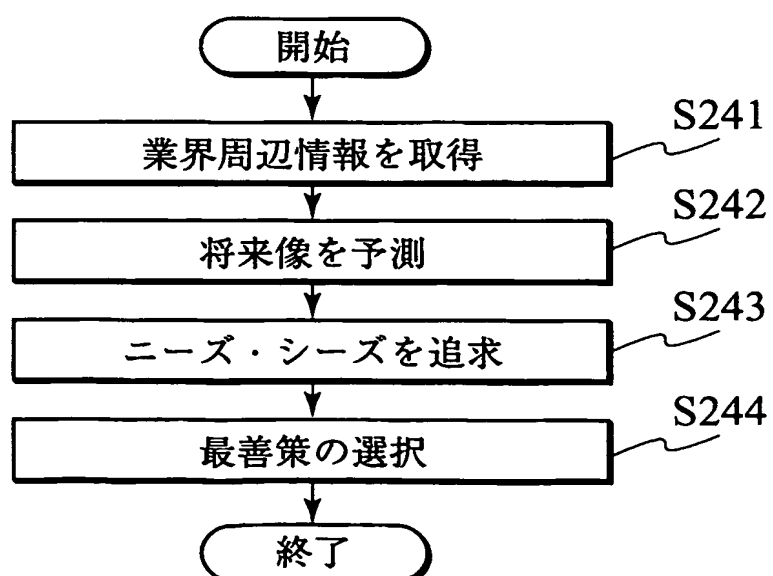 開始
業界周辺情報を取得
S241
将来像を予測
S242
ニーズ・シーズを追求
S243
最善策の選択
S244
終了